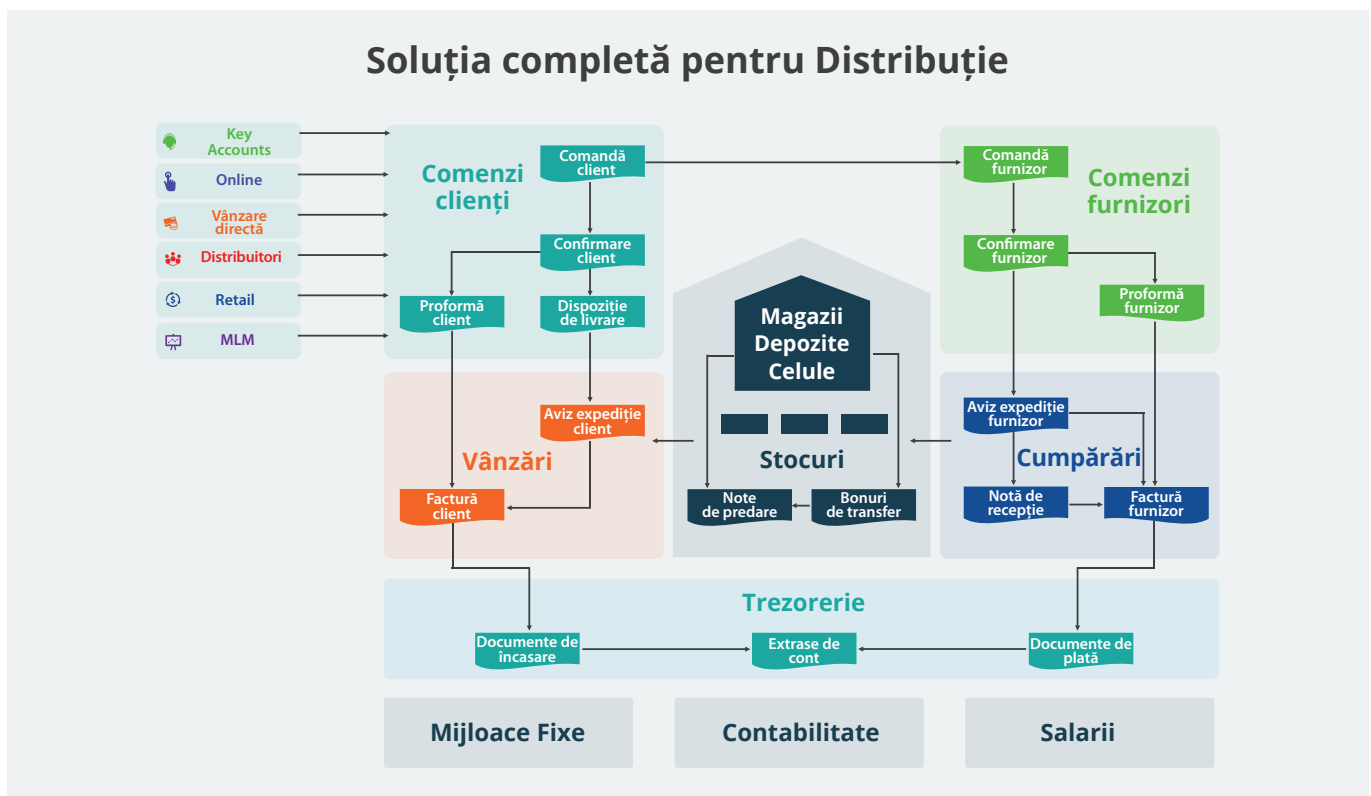 Soluția completă pentru Distribuție
Key
Accounts
Online
Vânzare
directă
Distribuitori
Retail
MLM
Comenzi
clienți
Comandă
client
Confirmare
client
Proformă
client
Dispoziție
de livrare
Comandă
furnizor
Comenzi
furnizori
Confirmare
furnizor
Proformă
furnizor
Magazii
Depozite
Celule
Stocuri
Note
de predare
Bonuri
de transfer
Aviz expediție
client
Vânzări
Factură
client
Aviz expediție
furnizor
Cumpărări
Notă de
recepție
Factură
furnizor
Trezorerie
Documente de
încasare
Extrase de
cont
Documente de
plată
Mijloace Fixe
Contabilitate
Salarii